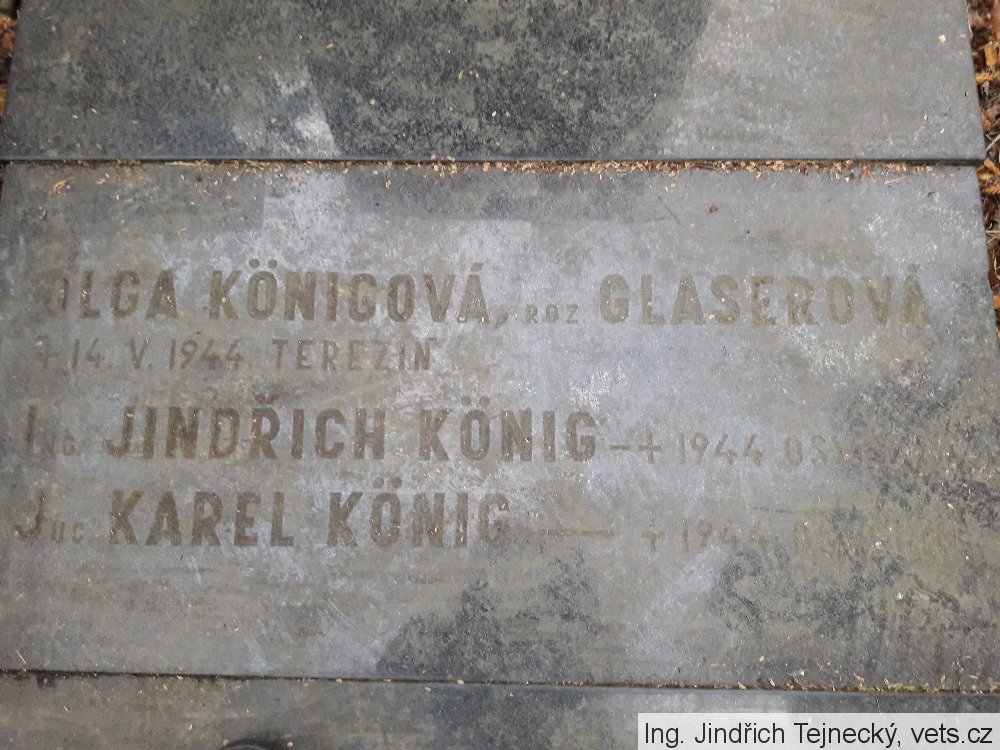 OLGA KÖNIGOVÁ, ROZ. GLASEROVÁ
+ 14. V. 1944 TEREZÍN
ING. JINDŘICH KÖNIG – + 1944
JUC. KAREL KÖNIG — + 1944
Ing. Jindřich Tejnecký, vets.cz